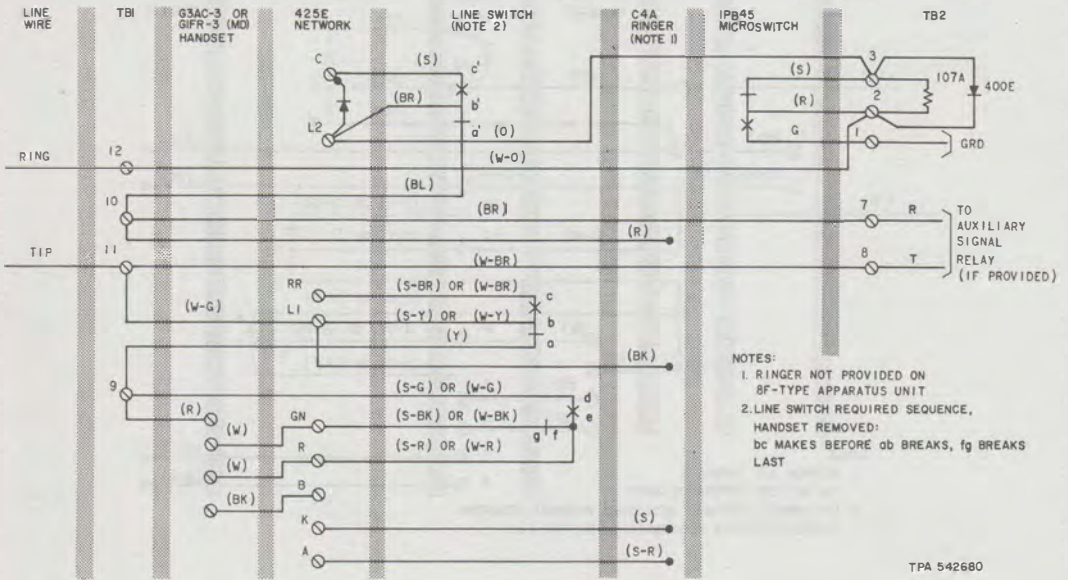 LINE WIRE
TB1
G3AC-3 OR GIFR-3 (MD) HANDSET
425E NETWORK
LINE SWITCH (NOTE 2)
C4A RINGER (NOTE 1)
IPB45 MICROSWITCH
TB2
C
(S)
c'
(BR)
b'
L2
a'
(O)
3
(S)
107A
400E
(R)
2
G
1
GRD
RING
12
(W-O)
(BL)
10
(BR)
7
R
TO AUXILIARY SIGNAL RELAY (IF PROVIDED)
(R)
TIP
11
(W-BR)
8
T
RR
(S-BR) OR (W-BR)
c
(W-G)
L1
(S-Y) OR (W-Y)
b
(Y)
a
(BK)
9
(S-G) OR (W-G)
d
(R)
GN
(S-BK) OR (W-BK)
e
(W)
g
f
R
(S-R) OR (W-R)
(W)
B
(BK)
K
(S)
A
(S-R)
NOTES:
1. RINGER NOT PROVIDED ON
8F-TYPE APPARATUS UNIT
2. LINE SWITCH REQUIRED SEQUENCE,
HANDSET REMOVED:
bc MAKES BEFORE ab BREAKS, fg BREAKS
LAST
TPA 542680